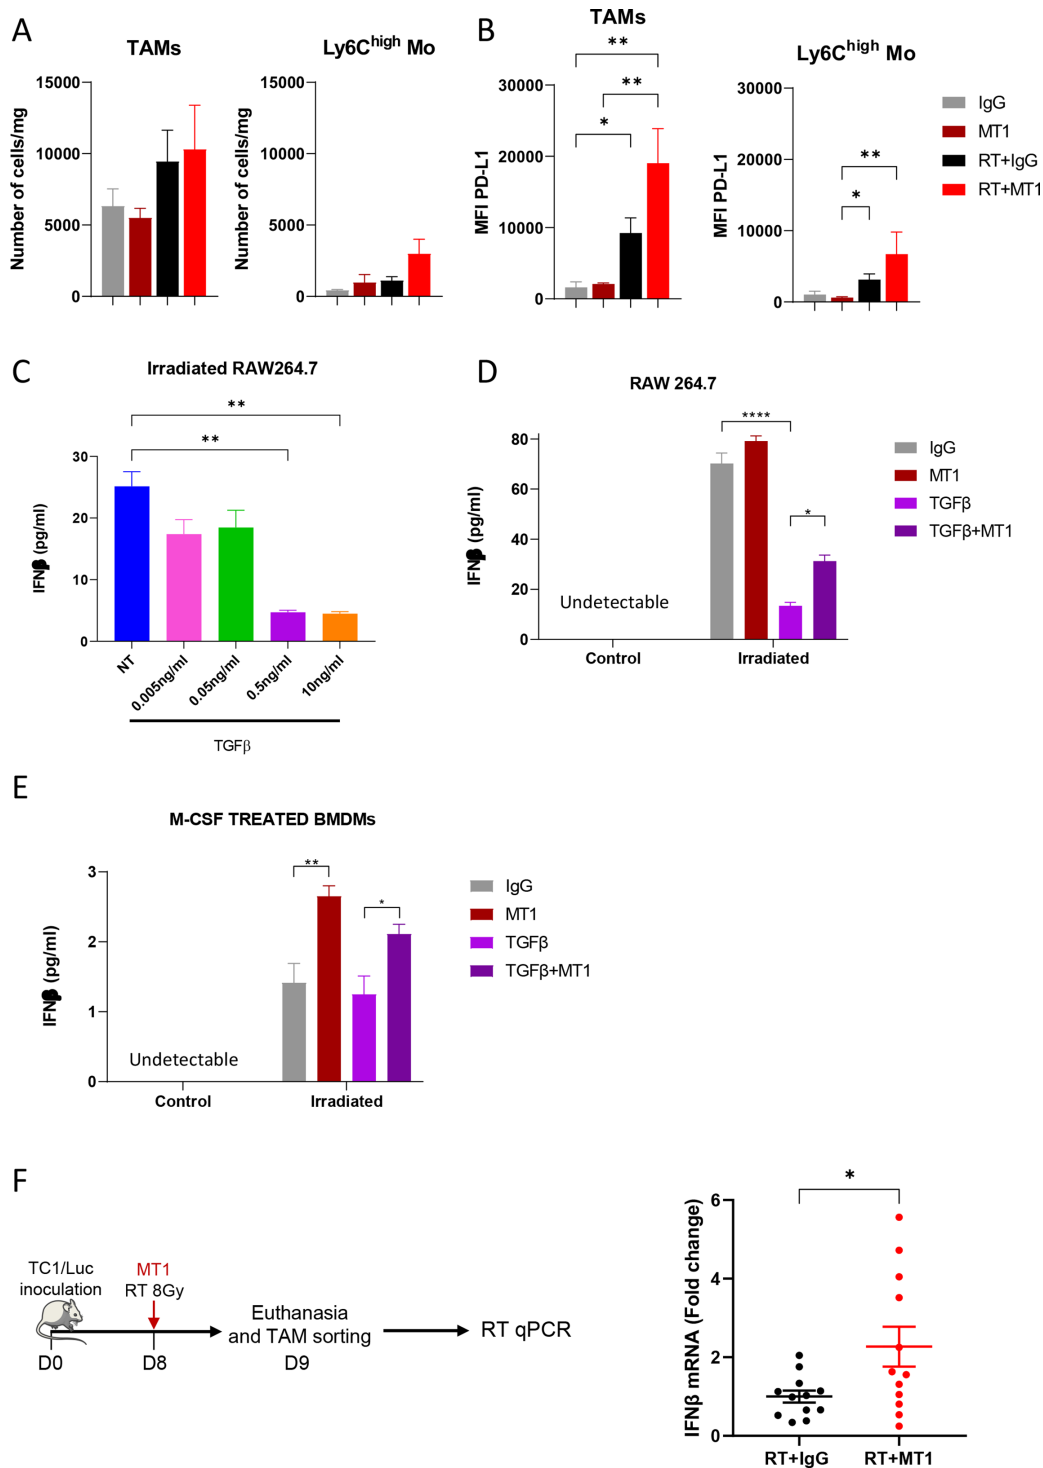 A
TAMs
Ly6Chigh Mo
Number of cells/mg
15000
10000
5000
0
Number of cells/mg
15000
10000
5000
0
B
TAMs
Ly6Chigh Mo
MFI PD-L1
30000
20000
10000
0
**
**
*
MFI PD-L1
30000
20000
10000
0
**
*
IgG
MT1
RT+IgG
RT+MT1
C
Irradiated RAW264.7
**
**
IFNβ (pg/ml)
30
20
10
0
NT
0.005ng/ml
0.05ng/ml
0.5ng/ml
10ng/ml
TGFβ
D
RAW 264.7
IFNβ (pg/ml)
80
60
40
20
0
****
*
Undetectable
Control
Irradiated
IgG
MT1
TGFβ
TGFβ+MT1
E
M-CSF TREATED BMDMs
IFNβ (pg/ml)
3
2
1
0
**
*
Undetectable
Control
Irradiated
IgG
MT1
TGFβ
TGFβ+MT1
F
TC1/Luc
inoculation
MT1
RT 8Gy
D0
D8
Euthanasia
and TAM sorting
D9
RT qPCR
IFNβ mRNA (Fold change)
6
4
2
0
*
RT+IgG
RT+MT1